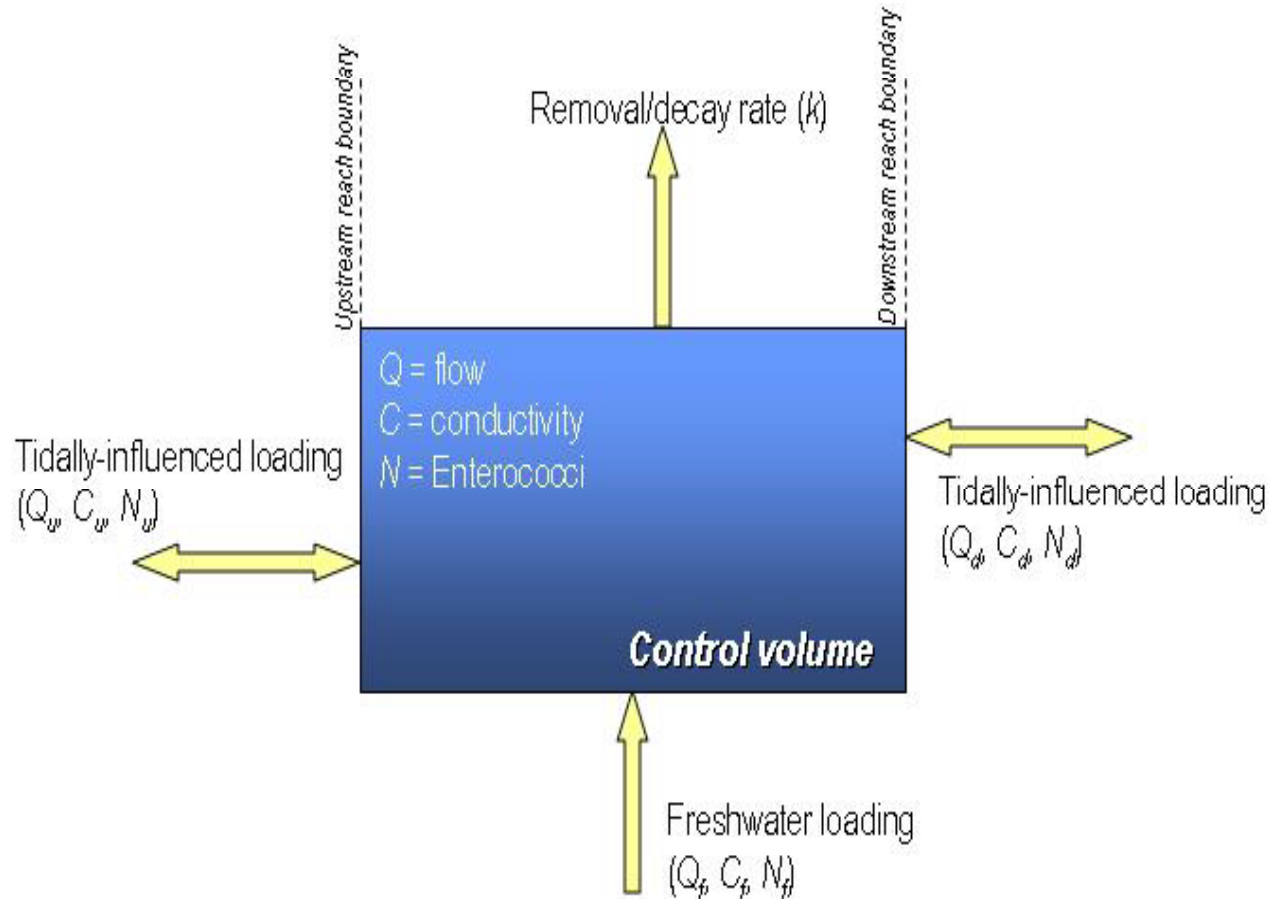 Upstream reach boundary
Downstream reach boundary
Removal/decay rate (k)
Q = flow
C = conductivity
N = Enterococci
Tidally-influenced loading
(Qu, Cu, Nu)
Tidally-influenced loading
(Qd, Cd, Nd)
Control volume
Freshwater loading
(Qf, Cf, Nf)